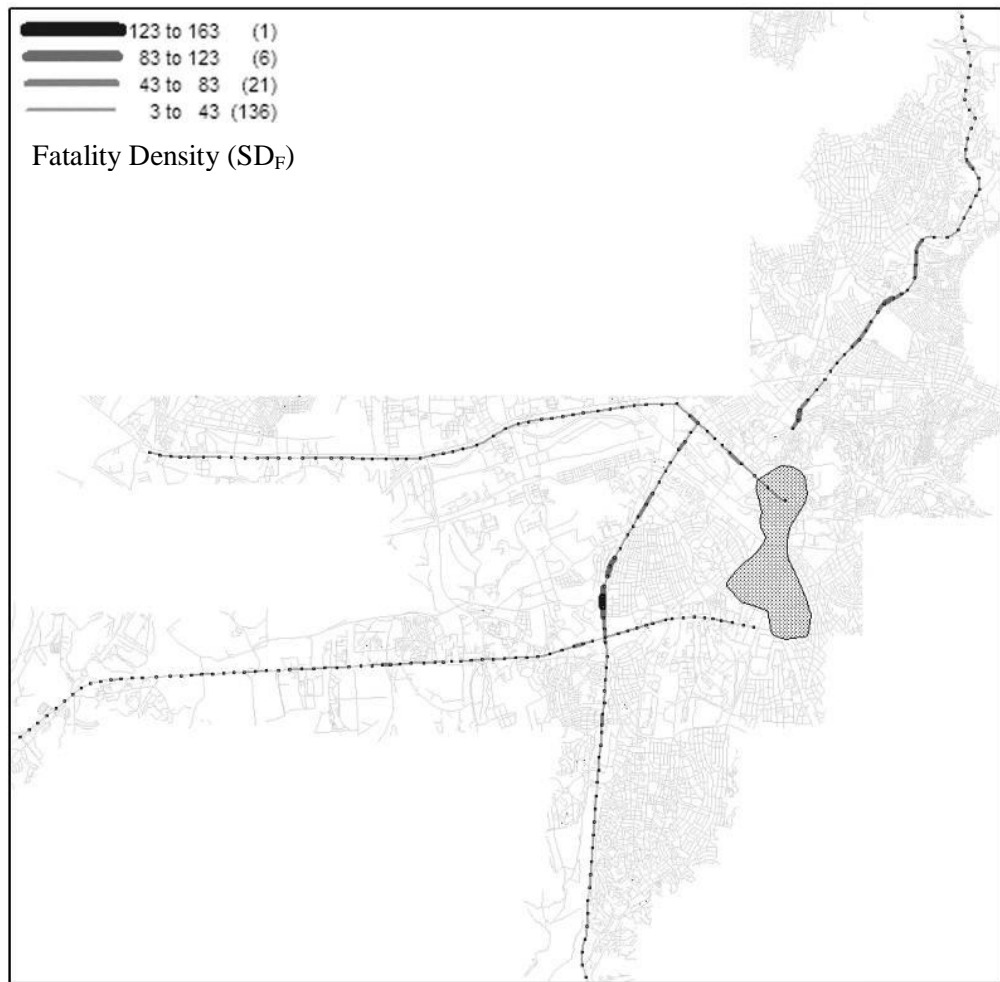 123 to 163 (1)
83 to 123 (6)
43 to 83 (21)
3 to 43 (136)
Fatality Density (SDF)